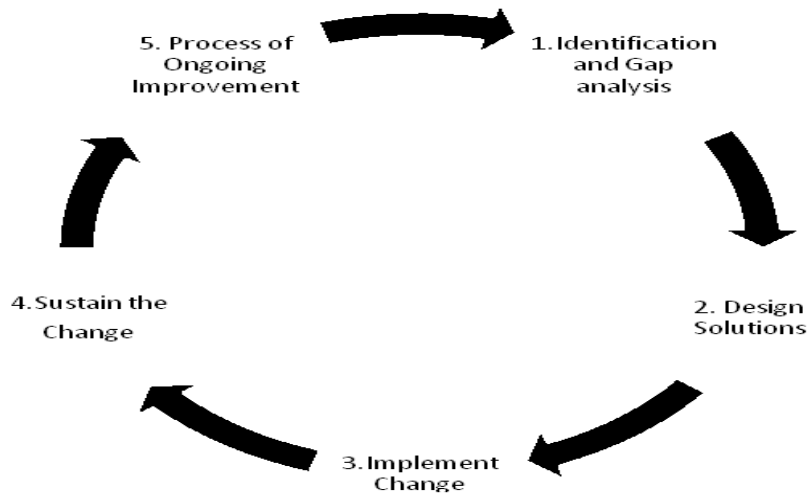 1.Identification
and Gap
analysis
2. Design
Solutions
3.Implement
Change
4.Sustain the
Change
5. Process of
Ongoing
Improvement